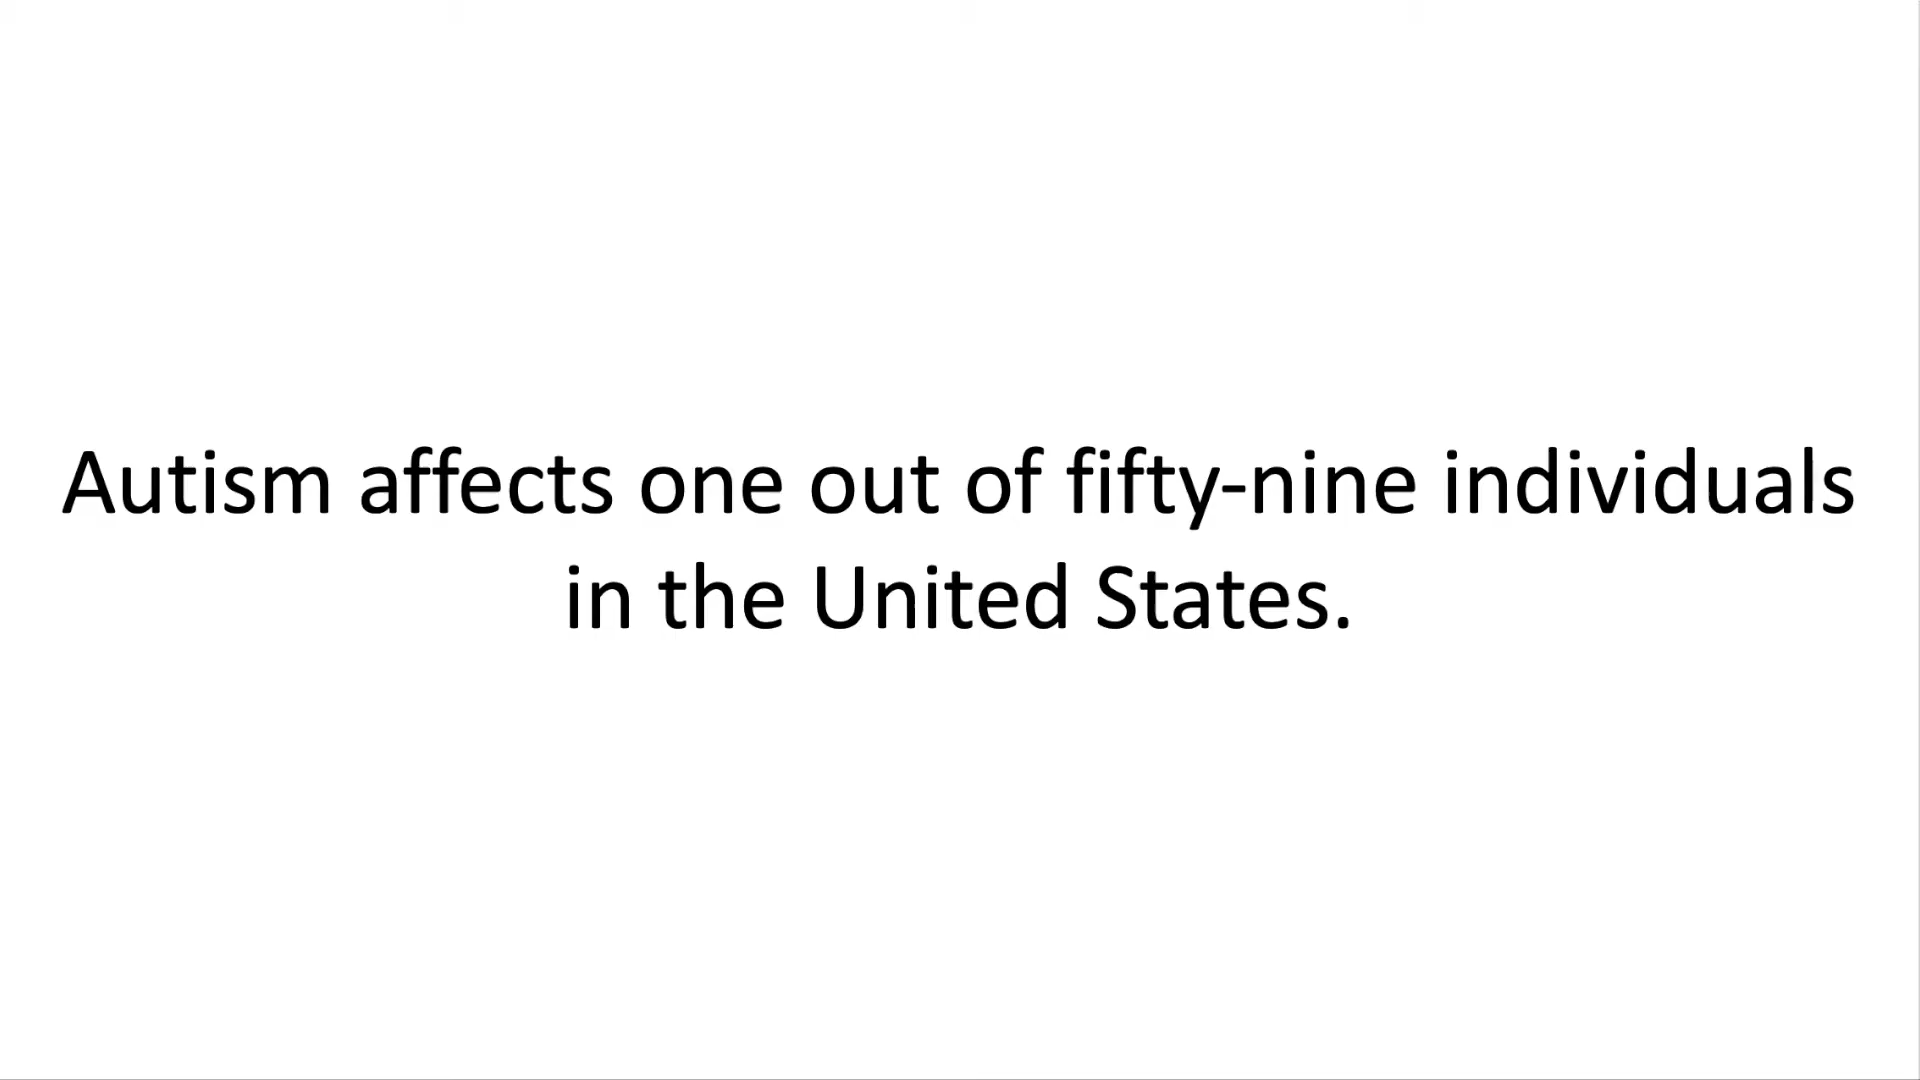 Autism affects one out of fifty-nine individuals
in the United States.